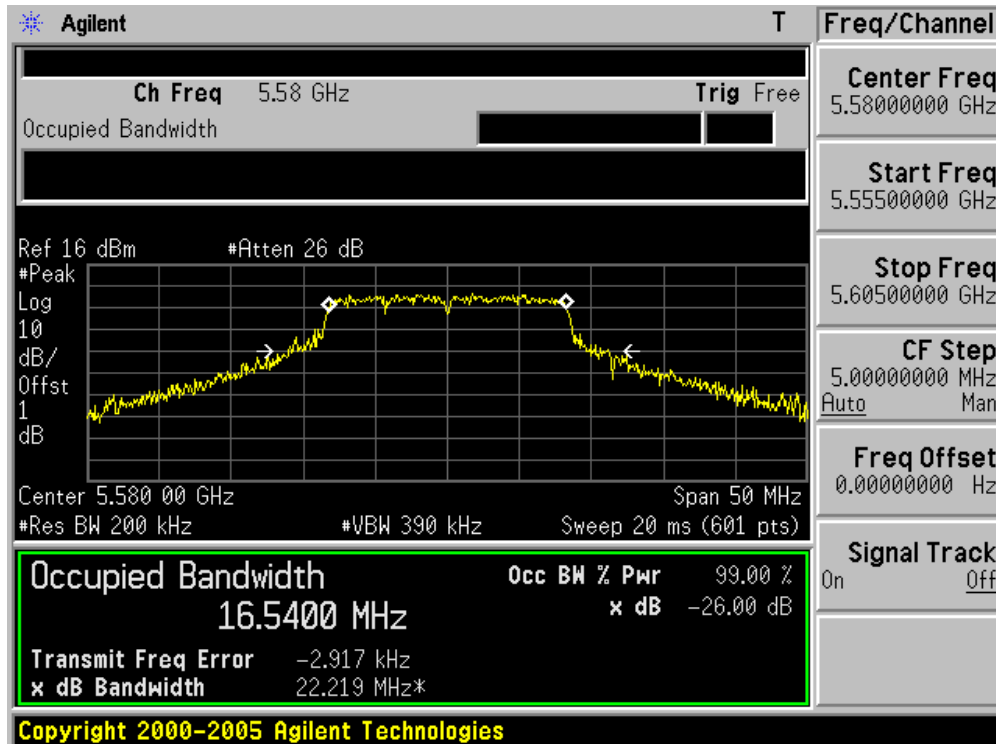 Agilent T Freq/Channel
Ch Freq 5.58 GHz Trig Free
Occupied Bandwidth
Center Freq
5.58000000 GHz
Start Freq
5.55500000 GHz
Stop Freq
5.60500000 GHz
CF Step
5.00000000 MHz
Auto Man
Freq Offset
0.00000000 Hz
Signal Track
On Off
Ref 16 dBm #Atten 26 dB
#Peak
Log
10
dB/
Offst
1
dB
Center 5.580 00 GHz Span 50 MHz
#Res BW 200 kHz #VBW 390 kHz Sweep 20 ms (601 pts)
Occupied Bandwidth Occ BW % Pwr 99.00 %
16.5400 MHz x dB -26.00 dB
Transmit Freq Error -2.917 kHz
x dB Bandwidth 22.219 MHz*
Copyright 2000-2005 Agilent Technologies